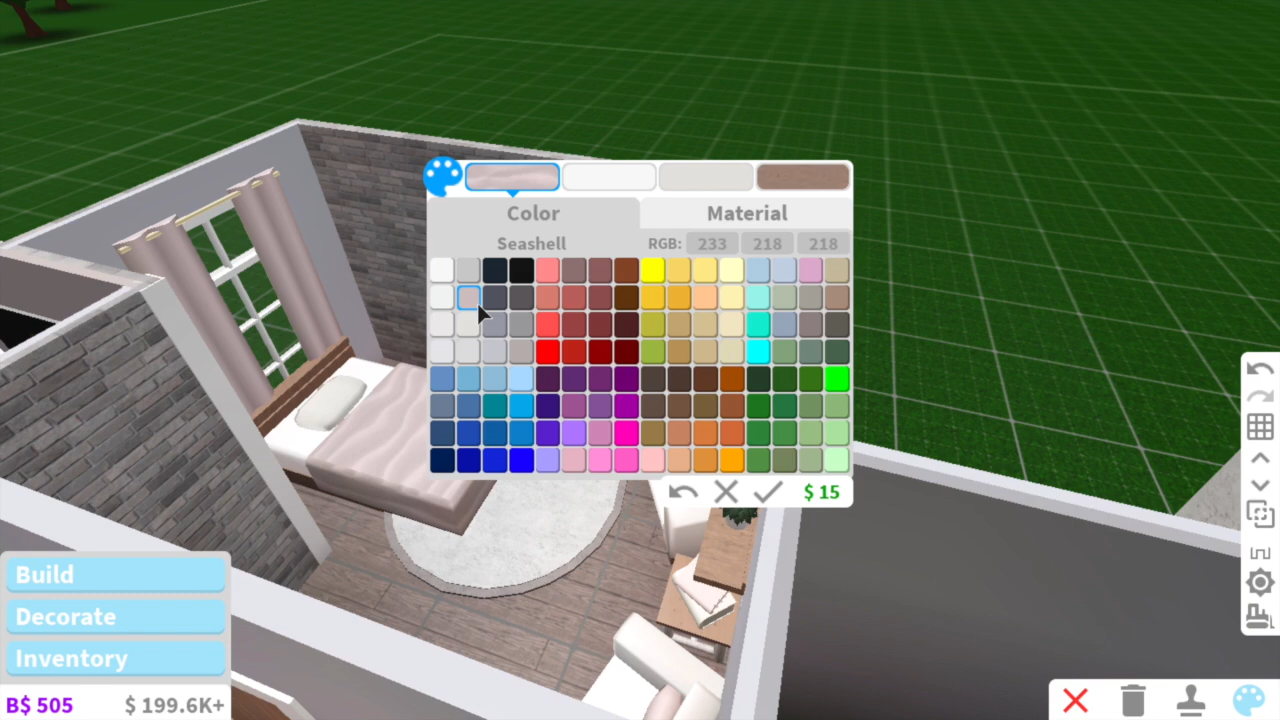 Color
Material
Seashell
RGB: 233 218 218
$ 15
Build
Decorate
Inventory
B$ 505
$ 199.6K+